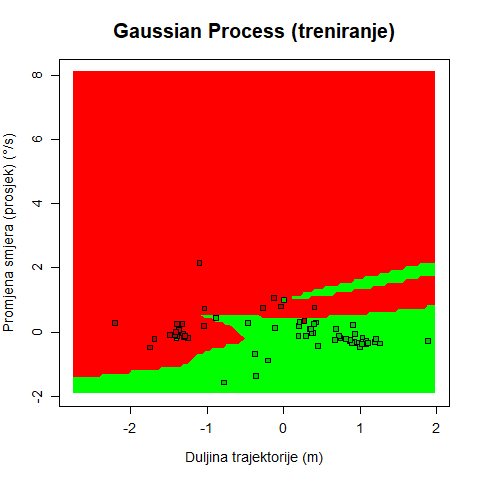 Gaussian Process (treniranje)
Promjena smjera (prosjek) (°/s)
8
6
4
2
0
-2
-2 -1 0 1 2
Duljina trajektorije (m)